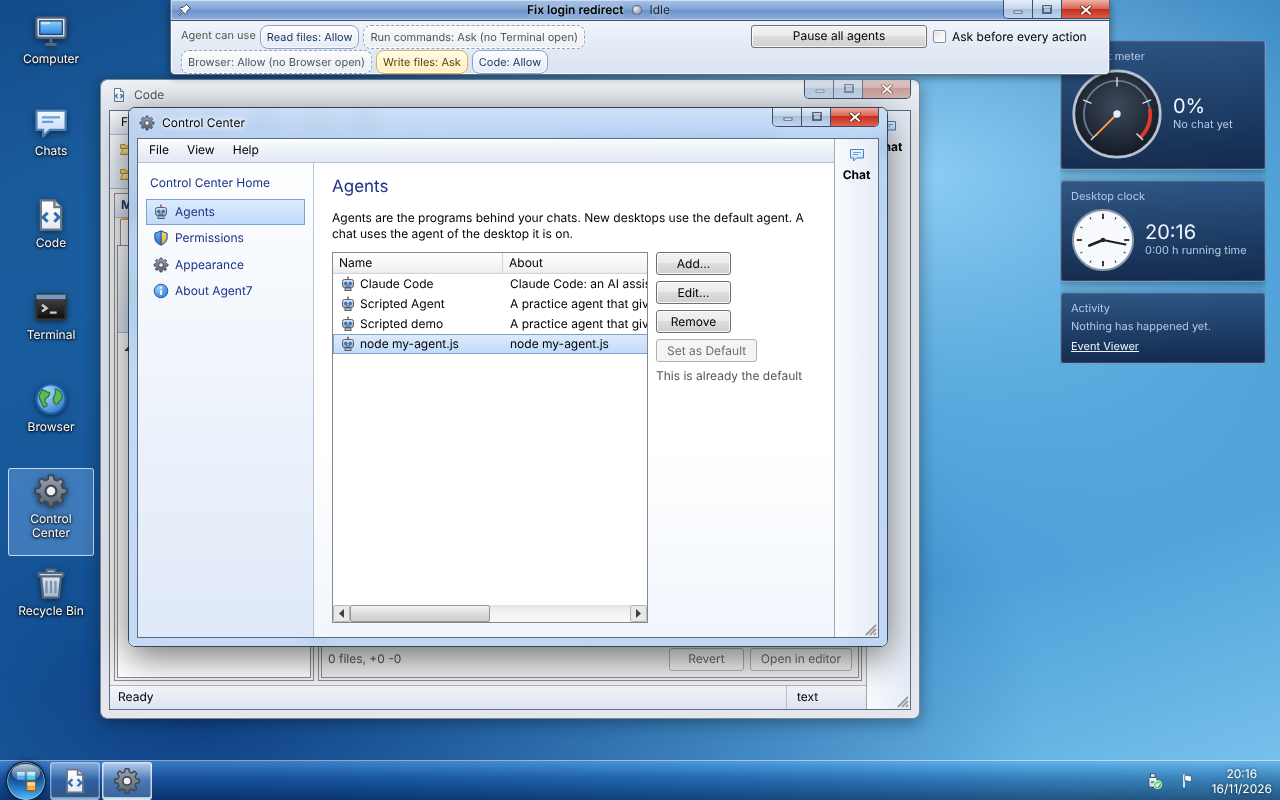 Computer
Chats
Code
Terminal
Browser
Control
Center
Recycle Bin
Fix login redirect
Idle
Agent can use
Read files: Allow
Run commands: Ask (no Terminal open)
Browser: Allow (no Browser open)
Write files: Ask
Code: Allow
Pause all agents
Ask before every action
Code
Control Center
File
View
Help
Control Center Home
Agents
Permissions
Appearance
About Agent7
Agents
Agents are the programs behind your chats. New desktops use the default agent. A
chat uses the agent of the desktop it is on.
Name
About
Claude Code
Claude Code: an AI assis
Scripted Agent
A practice agent that giv
Scripted demo
A practice agent that giv
node my-agent.js
node my-agent.js
Add...
Edit...
Remove
Set as Default
This is already the default
Chat
0 files, +0 -0
Revert
Open in editor
Ready
text
meter
0%
No chat yet
Desktop clock
20:16
0:00 h running time
Activity
Nothing has happened yet.
Event Viewer
20:16
16/11/2026